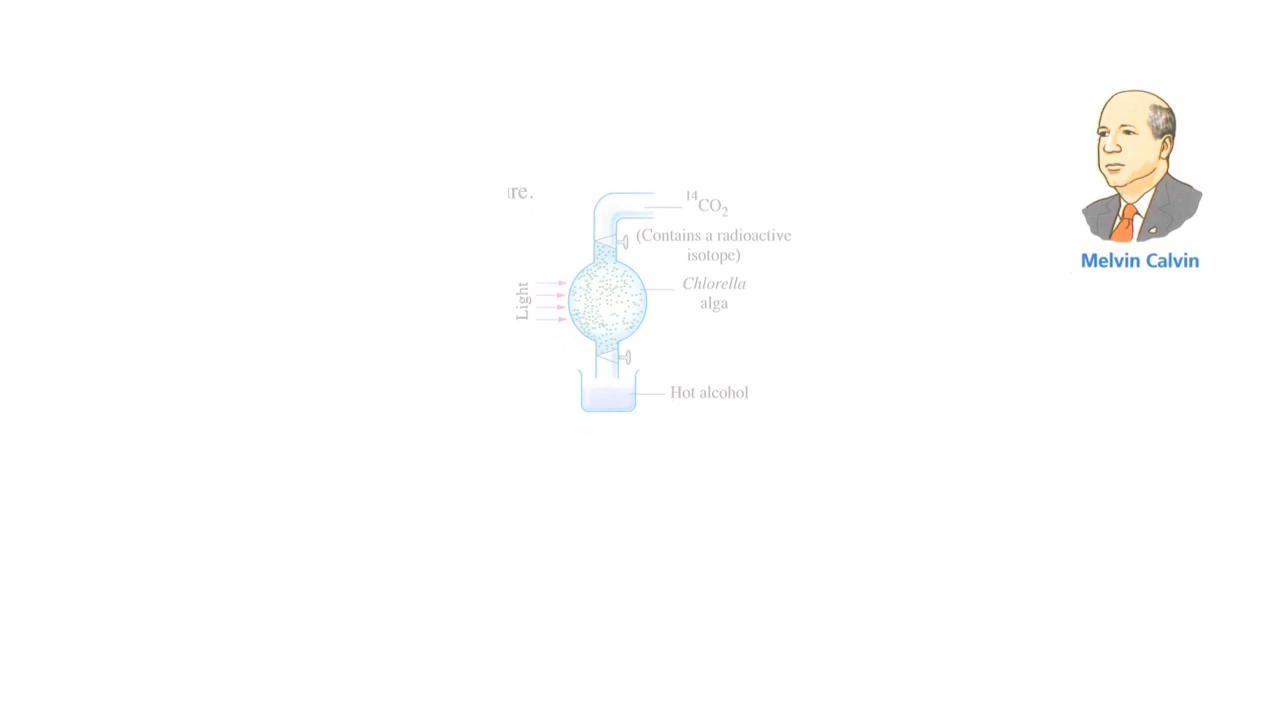 re.
14CO2
(Contains a radioactive
isotope)
Chlorella
alga
Light
Hot alcohol
Melvin Calvin